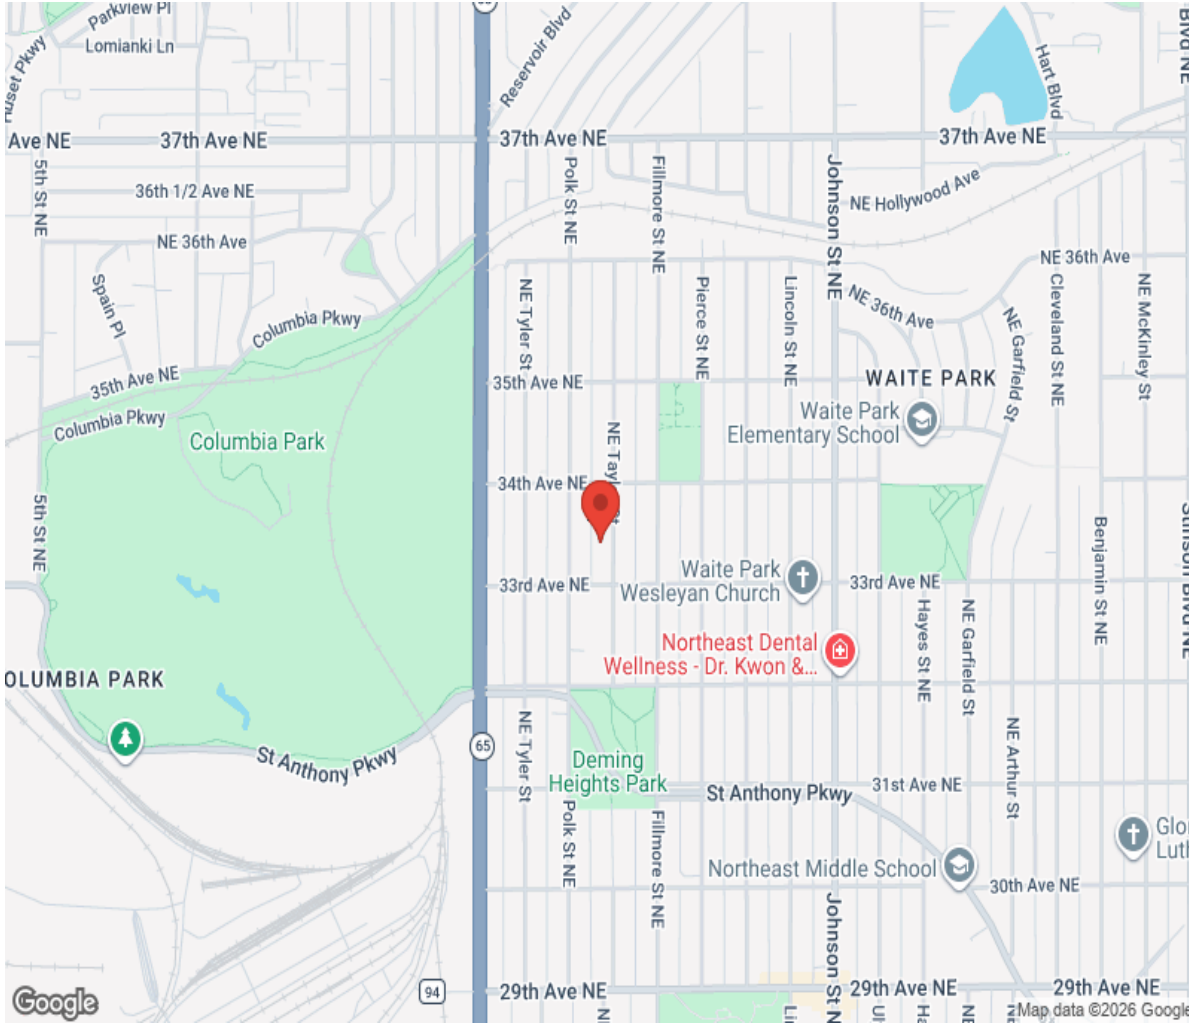 Parkview Pl
Lomianki Ln
Huset Pkwy
Reservoir Blvd
Hart Blvd
Blvd NE
Ave NE
37th Ave NE
37th Ave NE
37th Ave NE
5th St NE
36th 1/2 Ave NE
Polk St NE
Fillmore St NE
Johnson St NE
NE Hollywood Ave
NE 36th Ave
NE 36th Ave
Spain Pl
NE Tyler St
Pierce St NE
Lincoln St NE
NE 36th Ave
Cleveland St NE
NE McKinley St
Columbia Pkwy
NE Garfield St
35th Ave NE
35th Ave NE
WAITE PARK
Columbia Pkwy
Columbia Park
Waite Park
Elementary School
34th Ave NE
5th St NE
Benjamin St NE
Stinson Blvd NE
33rd Ave NE
Waite Park
Wesleyan Church
33rd Ave NE
Hayes St NE
NE Garfield St
Northeast Dental
Wellness - Dr. Kwon &...
OLUMBIA PARK
NE Tyler St
65
NE Arthur St
St Anthony Pkwy
Deming
Heights Park
31st Ave NE
St Anthony Pkwy
Polk St NE
Fillmore St NE
Northeast Middle School
30th Ave NE
Johnson St N
94
29th Ave NE
29th Ave NE
29th Ave NE
Google
Map data ©2026 Google